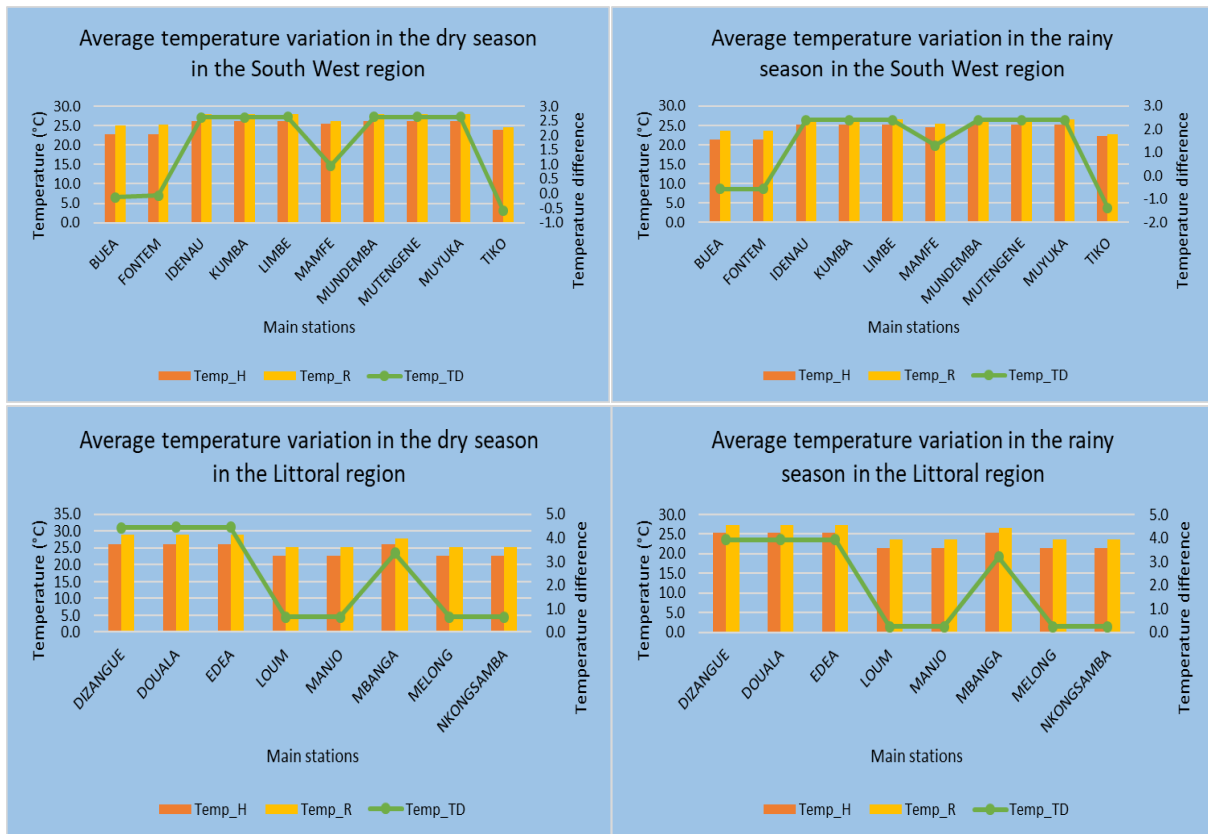 Average temperature variation in the dry season
in the South West region
Temperature (°C)
30.0
25.0
20.0
15.0
10.0
5.0
0.0
3.0
2.5
2.0
1.5
1.0
0.5
0.0
-0.5
-1.0
Temperature difference
BUEA
FONTEM
IDENAU
KUMBA
LIMBE
MAMFE
MUNDEMBA
MUTENGENE
MUYUKA
TIKO
Main stations
Temp_H Temp_R Temp_TD
Average temperature variation in the rainy
season in the South West region
Temperature (°C)
30.0
25.0
20.0
15.0
10.0
5.0
0.0
3.0
2.0
1.0
0.0
-1.0
-2.0
Temperature difference
BUEA
FONTEM
IDENAU
KUMBA
LIMBE
MAMFE
MUNDEMBA
MUTENGENE
MUYUKA
TIKO
Main stations
Temp_H Temp_R Temp_TD
Average temperature variation in the dry season
in the Littoral region
Temperature (°C)
35.0
30.0
25.0
20.0
15.0
10.0
5.0
0.0
5.0
4.0
3.0
2.0
1.0
0.0
Temperature difference
DIZANGUE
DOUALA
EDEA
LOUM
MANJO
MBANGA
MELONG
NKONGSAMBA
Main stations
Temp_H Temp_R Temp_TD
Average temperature variation in the rainy
season in the Littoral region
Temperature (°C)
30.0
25.0
20.0
15.0
10.0
5.0
0.0
5.0
4.0
3.0
2.0
1.0
0.0
Temperature difference
DIZANGUE
DOUALA
EDEA
LOUM
MANJO
MBANGA
MELONG
NKONGSAMBA
Main stations
Temp_H Temp_R Temp_TD